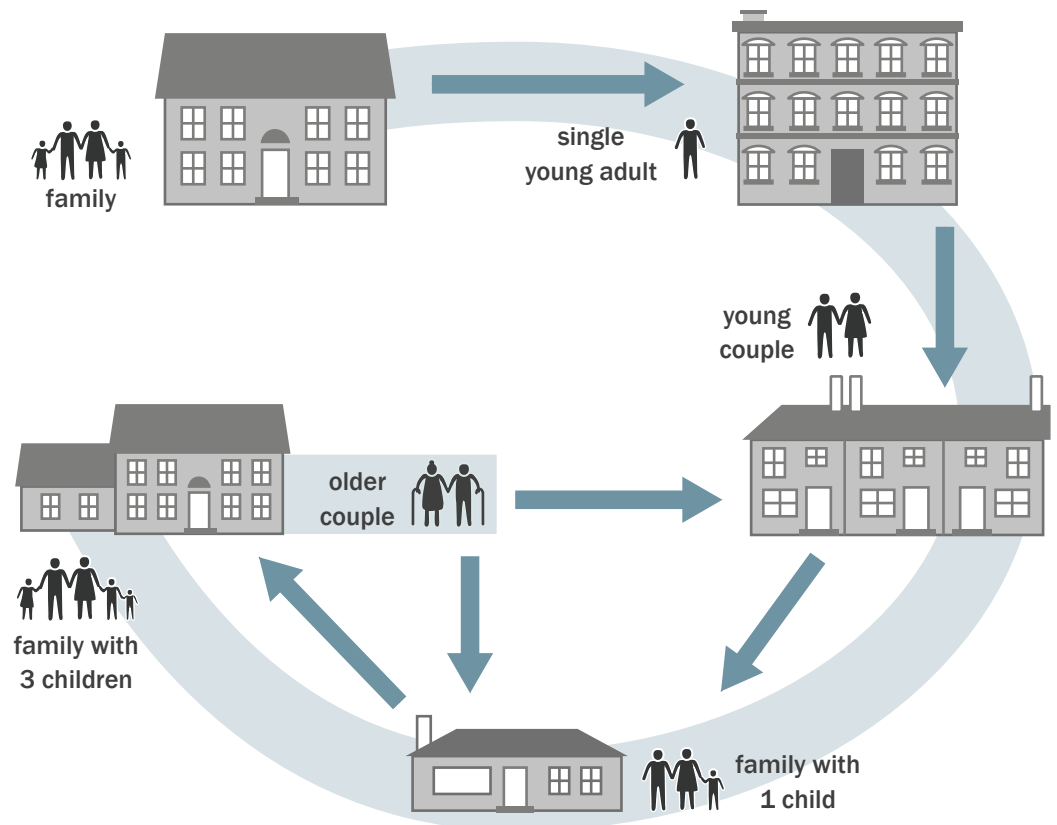 family
single
young adult
young
couple
older
couple
family with
3 children
family with
1 child